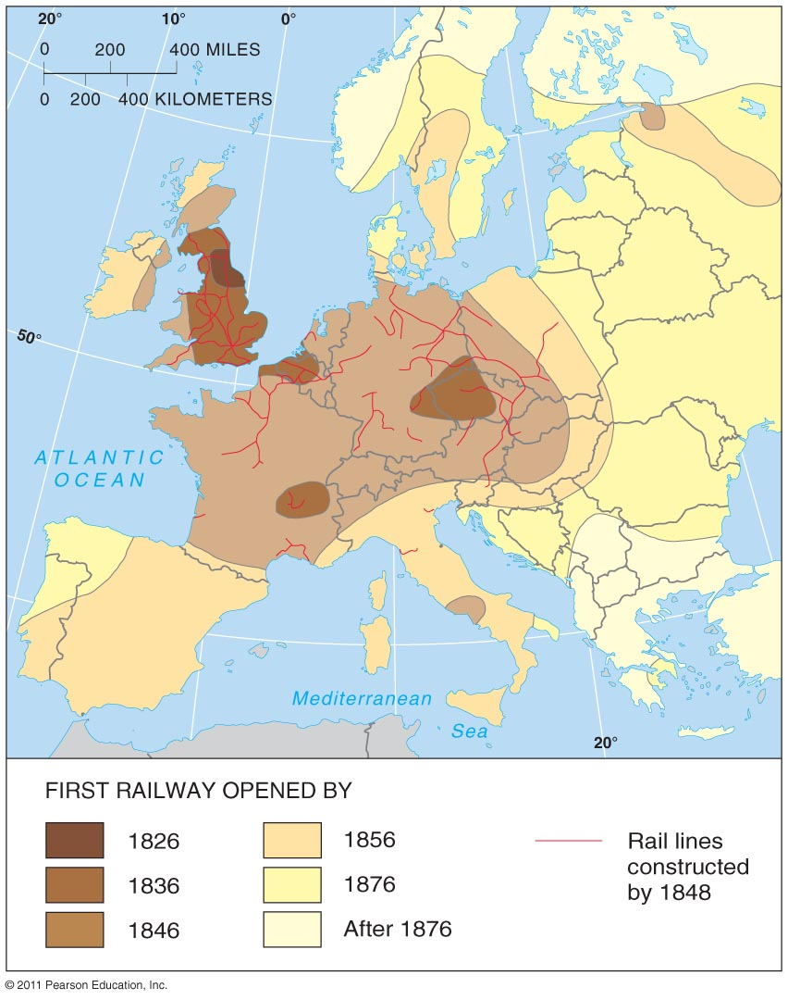 20° 10° 0°
0 200 400 MILES
0 200 400 KILOMETERS
50°
ATLANTIC
OCEAN
Mediterranean
Sea
20°
FIRST RAILWAY OPENED BY
1826
1836
1846
1856
1876
After 1876
Rail lines
constructed
by 1848
© 2011 Pearson Education, Inc.